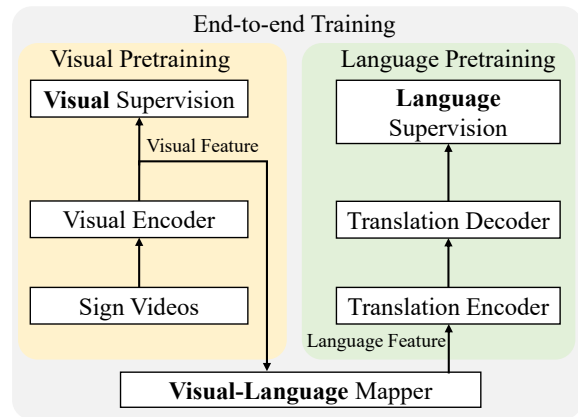 End-to-end Training
Visual Pretraining
Visual Supervision
Visual Feature
Visual Encoder
Sign Videos
Language Pretraining
Language
Supervision
Translation Decoder
Translation Encoder
Language Feature
Visual-Language Mapper